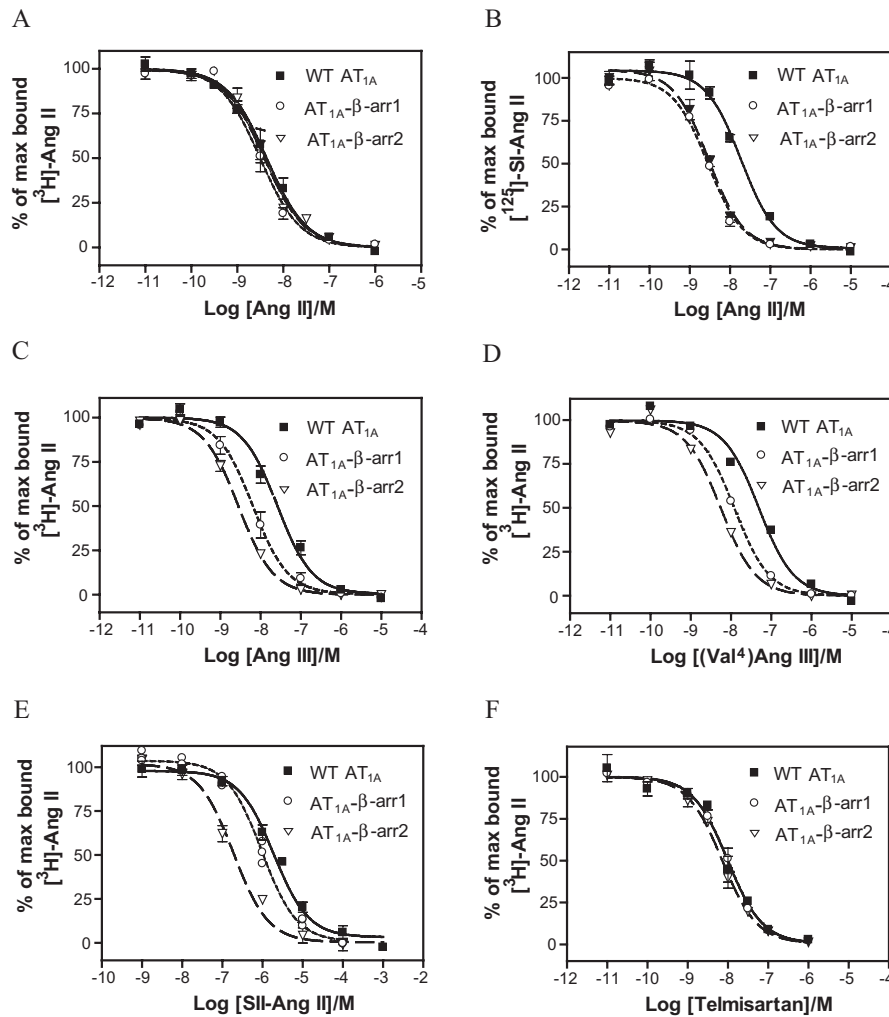 A
% of max bound
[³H]-Ang II
100
75
50
25
0
WT AT₁A
AT₁A-β-arr1
AT₁A-β-arr2
-12 -11 -10 -9 -8 -7 -6 -5
Log [Ang II]/M
B
% of max bound
[¹²⁵I]-SI-Ang II
100
75
50
25
0
WT AT₁A
AT₁A-β-arr1
AT₁A-β-arr2
-12 -11 -10 -9 -8 -7 -6 -5 -4
Log [Ang II]/M
C
% of max bound
[³H]-Ang II
100
75
50
25
0
WT AT₁A
AT₁A-β-arr1
AT₁A-β-arr2
-12 -11 -10 -9 -8 -7 -6 -5 -4
Log [Ang III]/M
D
% of max bound
[³H]-Ang II
100
75
50
25
0
WT AT₁A
AT₁A-β-arr1
AT₁A-β-arr2
-12 -11 -10 -9 -8 -7 -6 -5 -4
Log [(Val⁴)Ang III]/M
E
% of max bound
[³H]-Ang II
100
75
50
25
0
WT AT₁A
AT₁A-β-arr1
AT₁A-β-arr2
-10 -9 -8 -7 -6 -5 -4 -3 -2
Log [SII-Ang II]/M
F
% of max bound
[³H]-Ang II
100
75
50
25
0
WT AT₁A
AT₁A-β-arr1
AT₁A-β-arr2
-12 -11 -10 -9 -8 -7 -6 -5 -4
Log [Telmisartan]/M